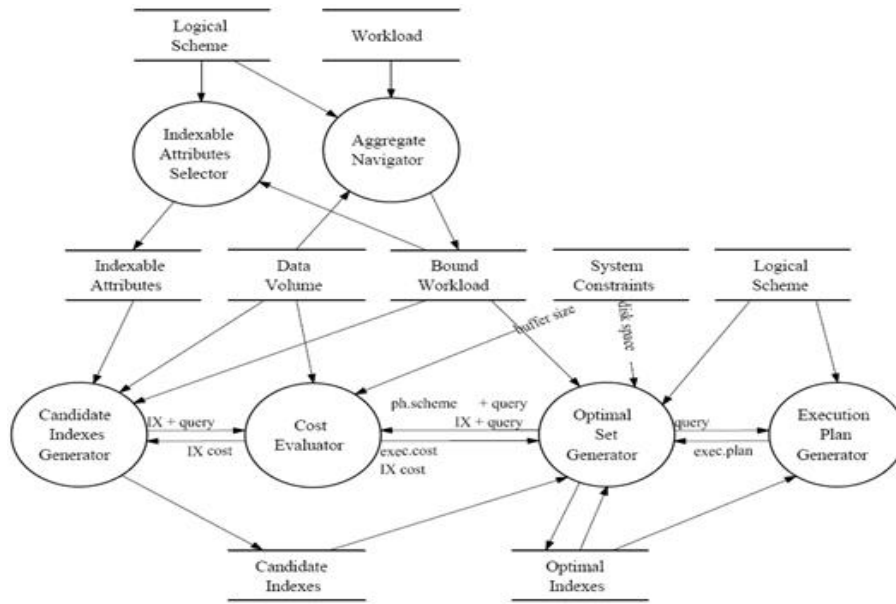 Logical
Scheme
Workload
Indexable
Attributes
Selector
Aggregate
Navigator
Indexable
Attributes
Data
Volume
Bound
Workload
System
Constraints
Logical
Scheme
buffer size
disk space
Candidate
Indexes
Generator
IX + query
IX cost
Cost
Evaluator
ph.scheme + query
IX + query
exec.cost
IX cost
Optimal
Set
Generator
query
exec.plan
Execution
Plan
Generator
Candidate
Indexes
Optimal
Indexes